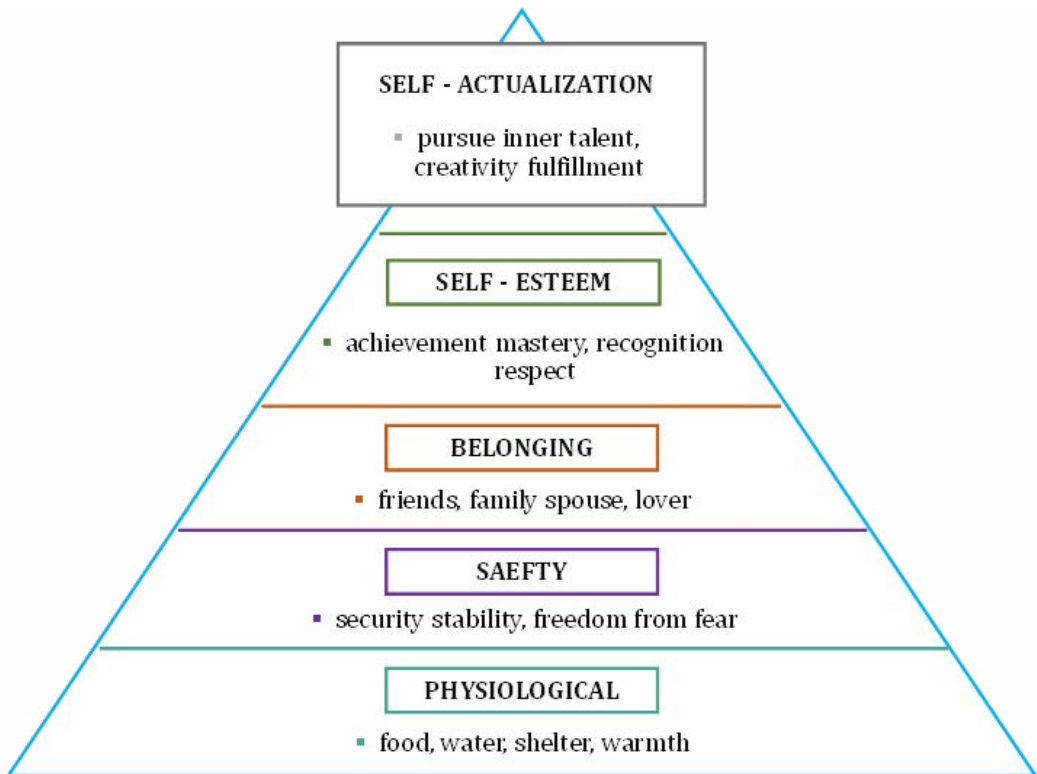 SELF - ACTUALIZATION
▪ pursue inner talent,
creativity fulfillment
SELF - ESTEEM
▪ achievement mastery, recognition
respect
BELONGING
▪ friends, family spouse, lover
SAEFTY
▪ security stability, freedom from fear
PHYSIOLOGICAL
▪ food, water, shelter, warmth